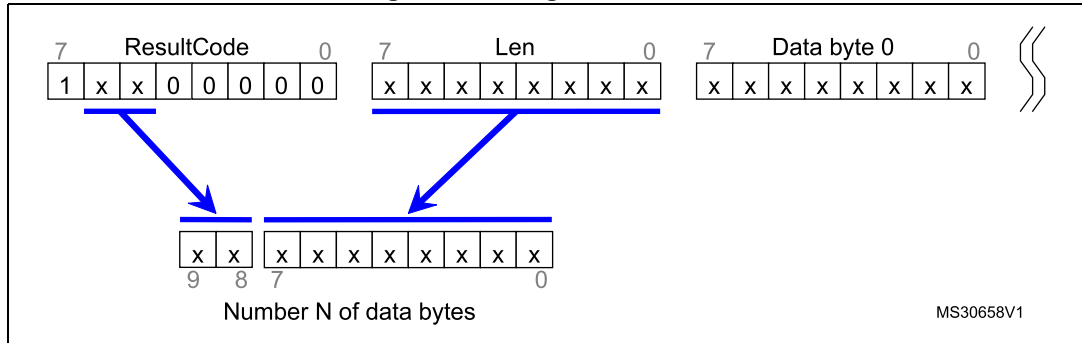 7 ResultCode 0 7 Len 0 7 Data byte 0 0
1 x x 0 0 0 0 0 x x x x x x x x x x x x x x x x
x x x x x x x x x x
9 8 7 0
Number N of data bytes
MS30658V1